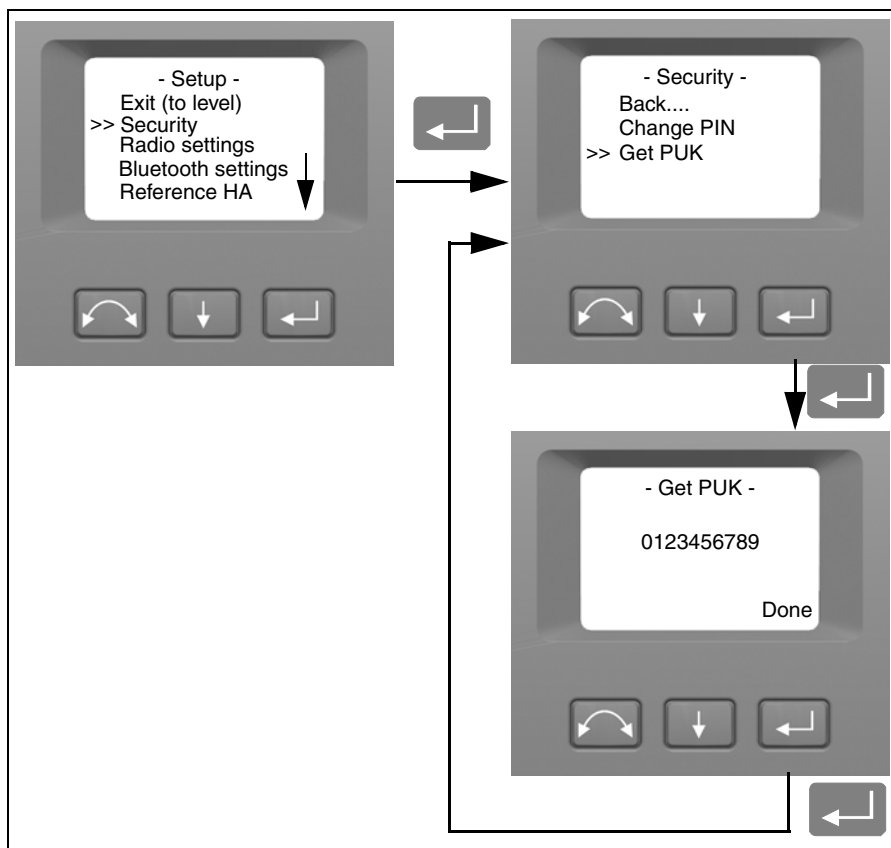 - Setup -
Exit (to level)
>> Security
Radio settings
Bluetooth settings
Reference HA
- Security -
Back....
Change PIN
>> Get PUK
- Get PUK -
0123456789
Done